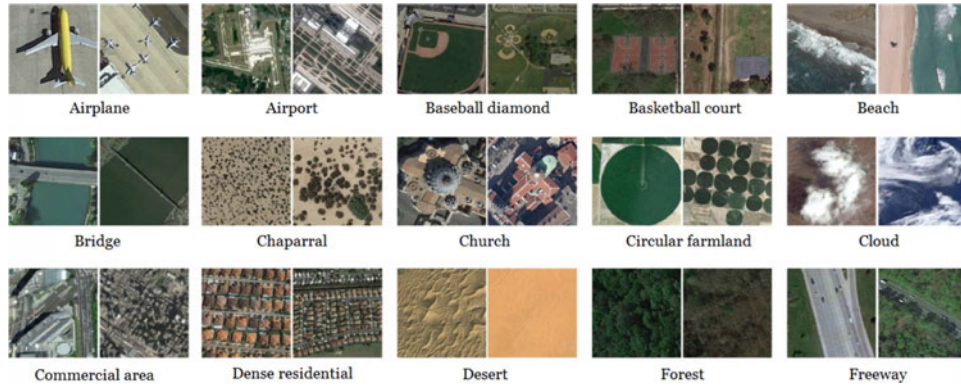 Airplane
Airport
Baseball diamond
Basketball court
Beach
Bridge
Chaparral
Church
Circular farmland
Cloud
Commercial area
Dense residential
Desert
Forest
Freeway